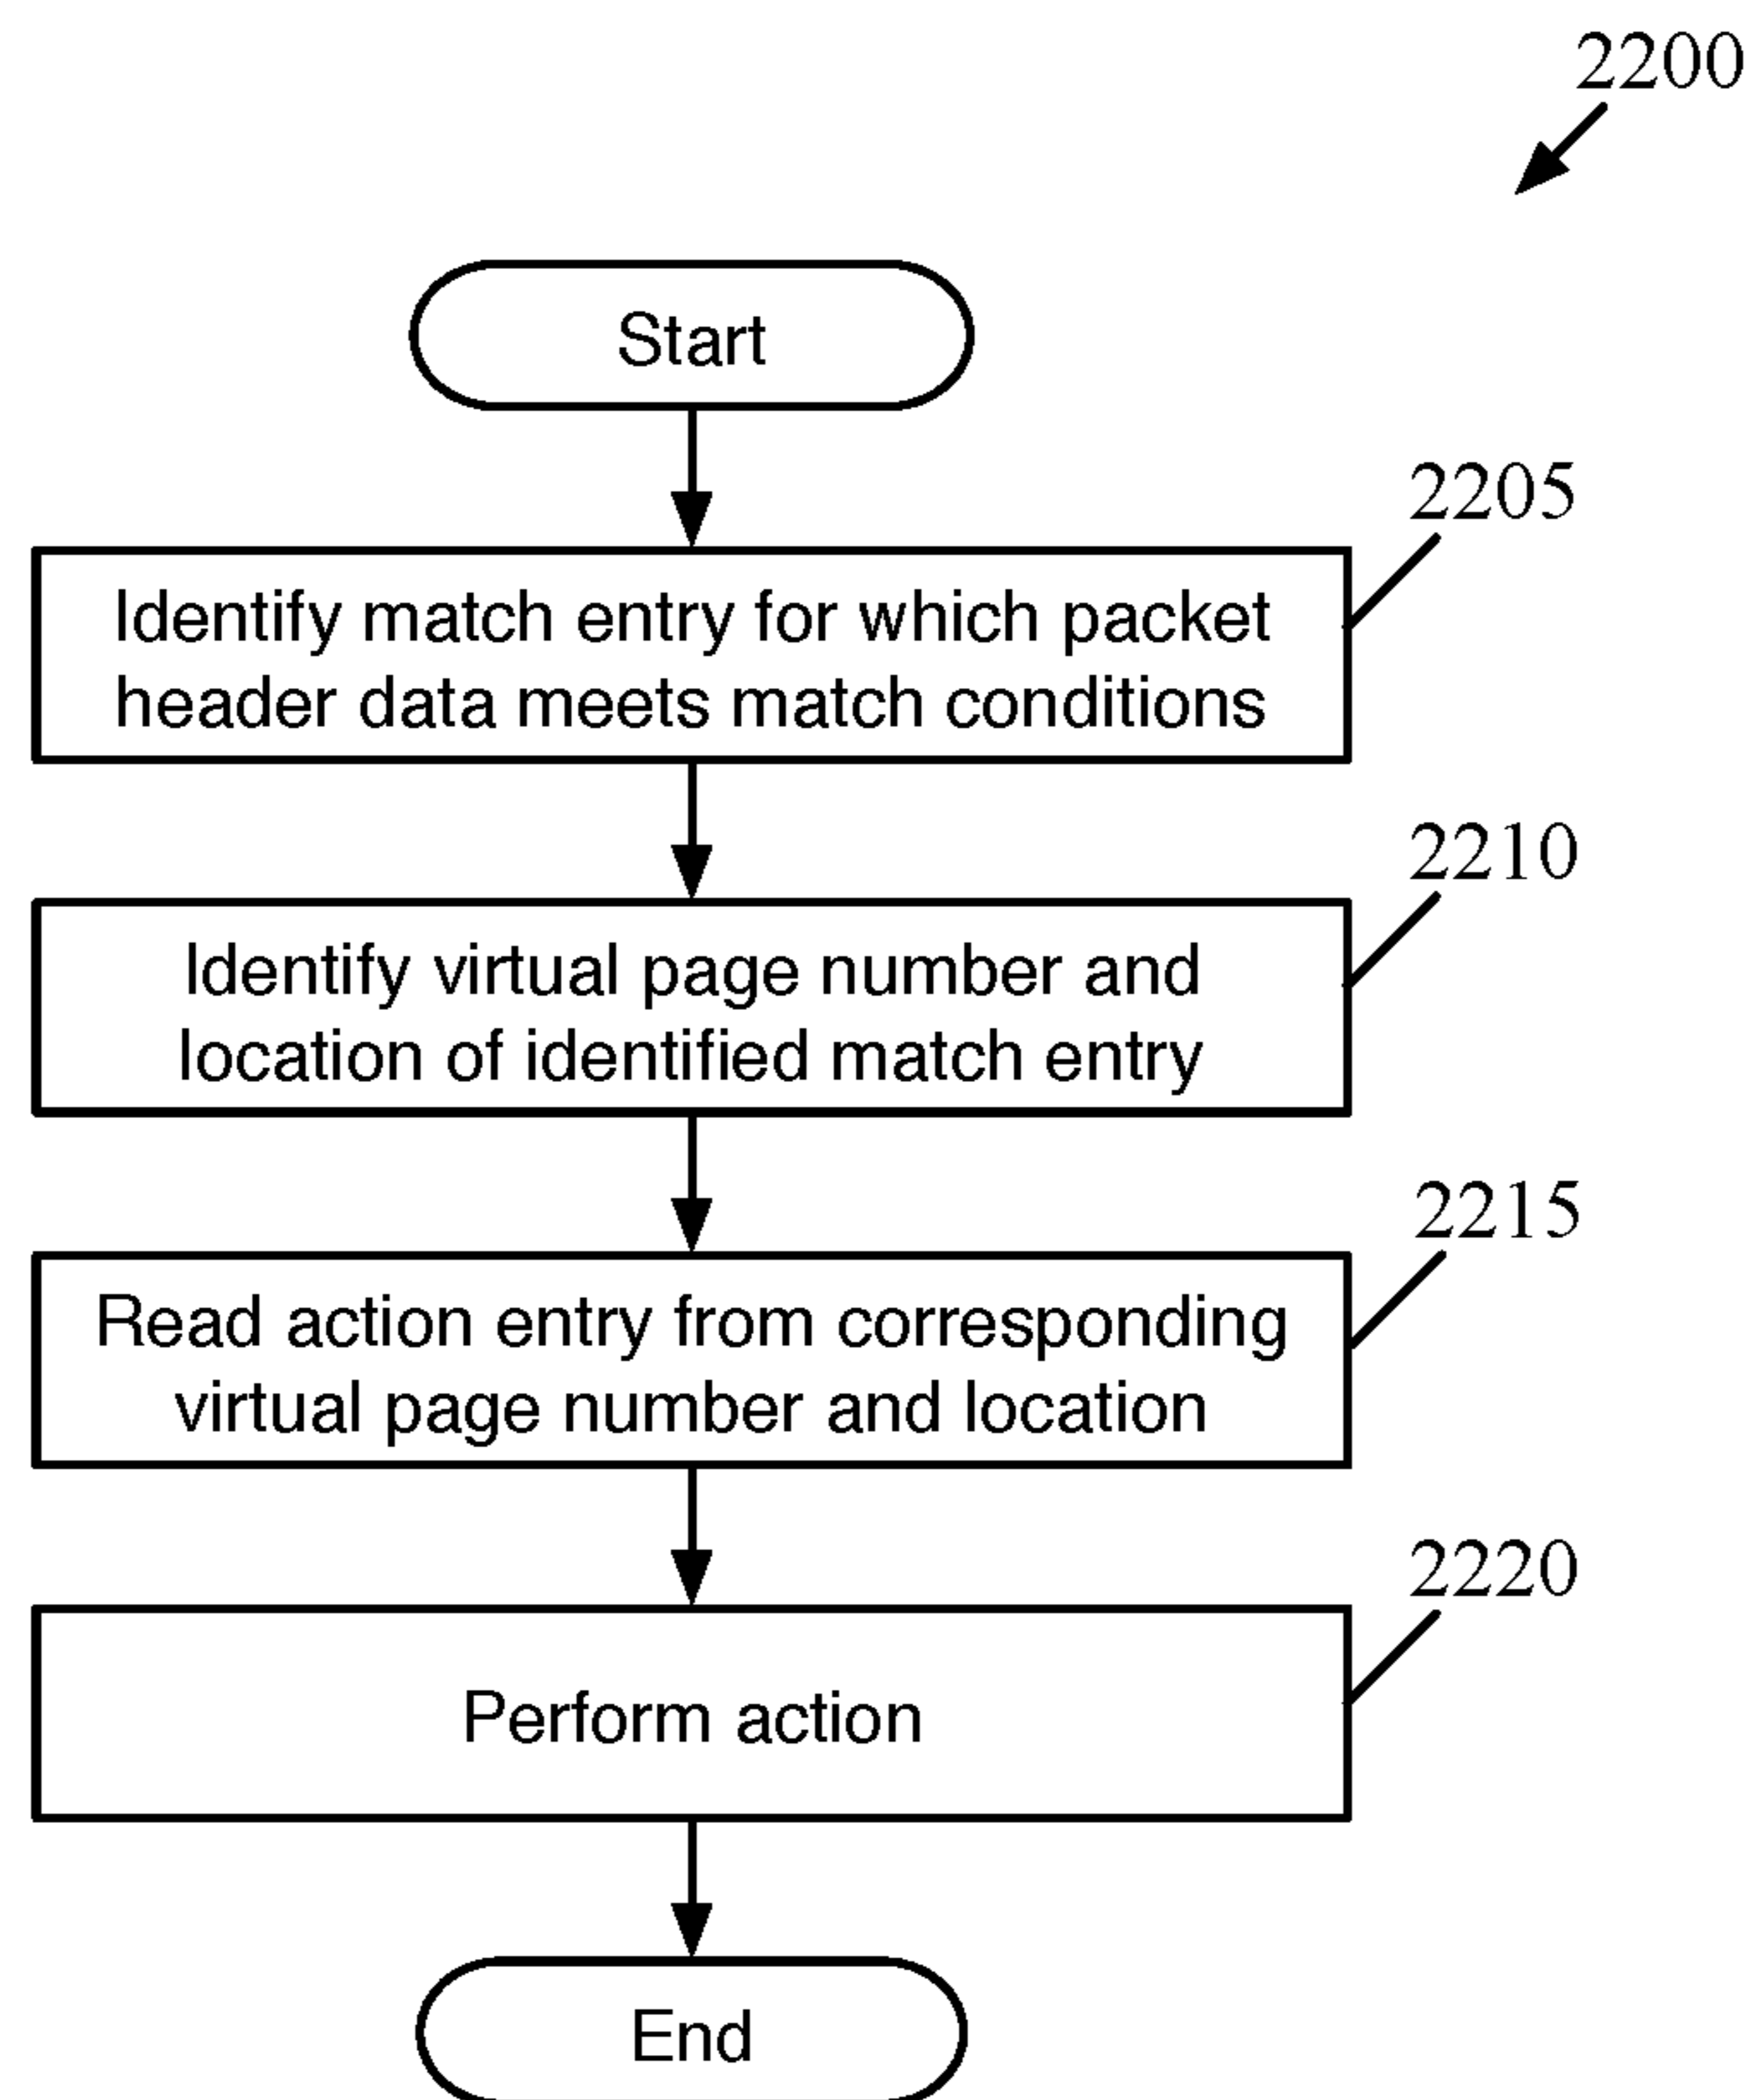 2200
Start
2205
Identify match entry for which packet
header data meets match conditions
2210
Identify virtual page number and
location of identified match entry
2215
Read action entry from corresponding
virtual page number and location
2220
Perform action
End